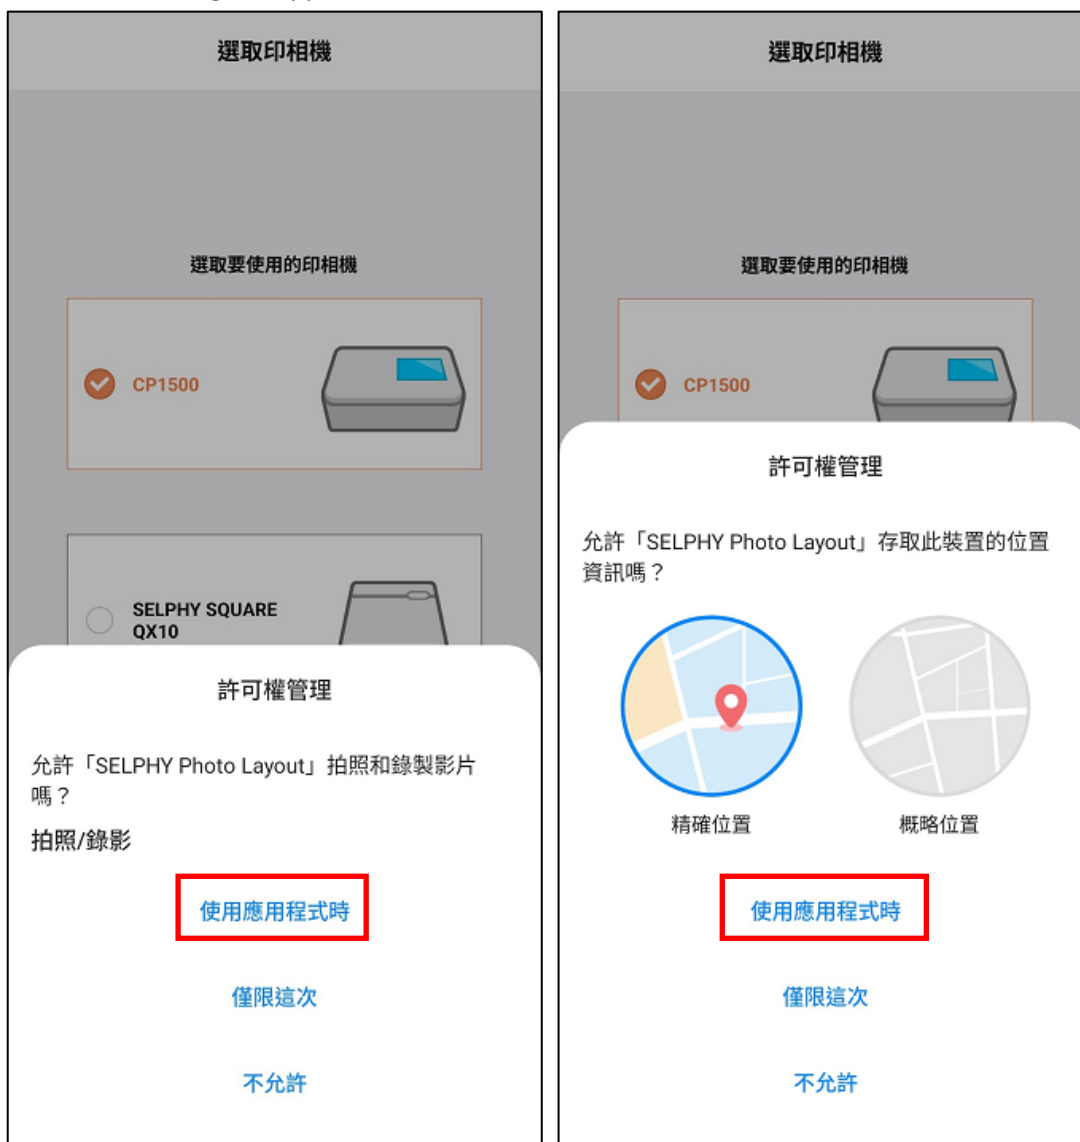 選取印相機
選取要使用的印相機
CP1500
SELPHY SQUARE
QX10
許可權管理
允許「SELPHY Photo Layout」拍照和錄製影片
嗎？
拍照/錄影
使用應用程式時
僅限這次
不允許
選取印相機
選取要使用的印相機
CP1500
許可權管理
允許「SELPHY Photo Layout」存取此裝置的位置
資訊嗎？
精確位置
概略位置
使用應用程式時
僅限這次
不允許